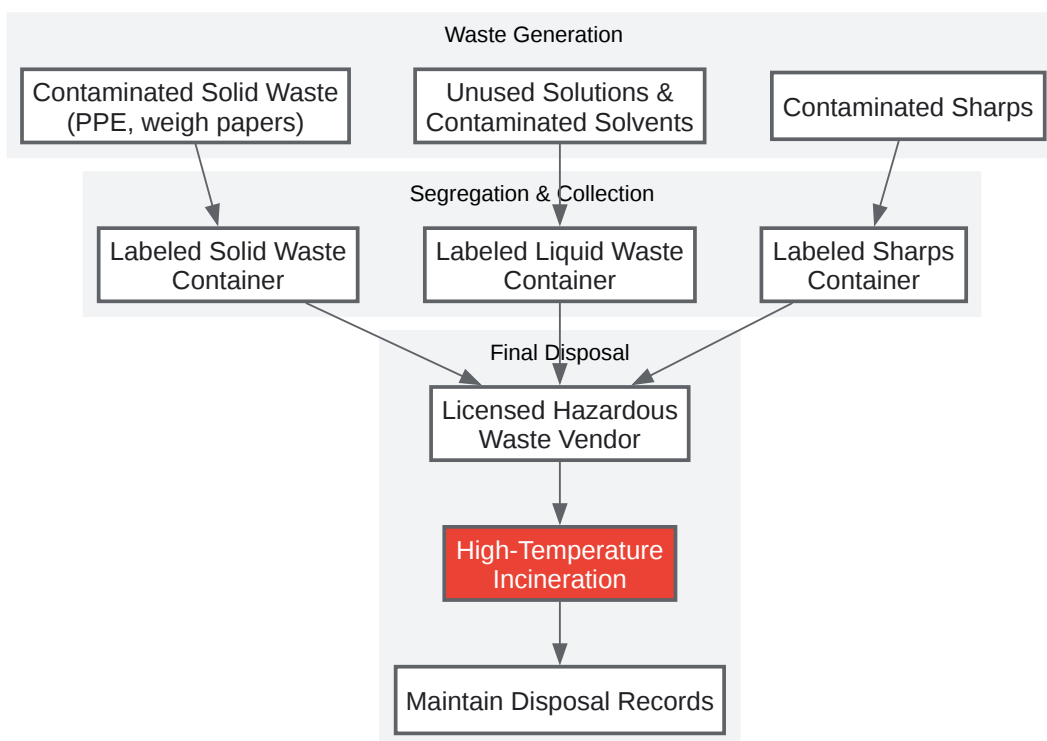 Waste Generation
Contaminated Solid Waste
(PPE, weigh papers)
Unused Solutions &
Contaminated Solvents
Contaminated Sharps
Segregation & Collection
Labeled Solid Waste
Container
Labeled Liquid Waste
Container
Labeled Sharps
Container
Final Disposal
Licensed Hazardous
Waste Vendor
High-Temperature
Incineration
Maintain Disposal Records